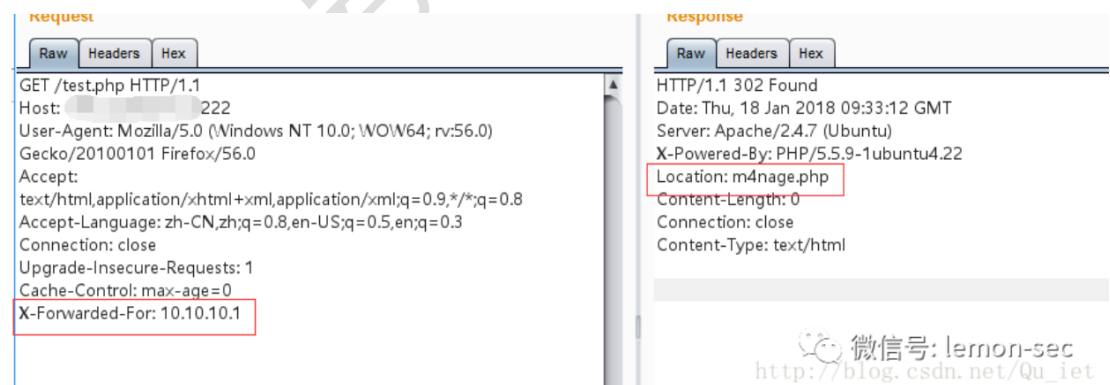 Request
Raw Headers Hex
GET /test.php HTTP/1.1
Host: 222
User-Agent: Mozilla/5.0 (Windows NT 10.0; WOW64; rv:56.0)
Gecko/20100101 Firefox/56.0
Accept:
text/html,application/xhtml+xml,application/xml;q=0.9,*/*;q=0.8
Accept-Language: zh-CN,zh;q=0.8,en-US;q=0.5,en;q=0.3
Connection: close
Upgrade-Insecure-Requests: 1
Cache-Control: max-age=0
X-Forwarded-For: 10.10.10.1
Response
Raw Headers Hex
HTTP/1.1 302 Found
Date: Thu, 18 Jan 2018 09:33:12 GMT
Server: Apache/2.4.7 (Ubuntu)
X-Powered-By: PHP/5.5.9-1ubuntu4.22
Location: m4nage.php
Content-Length: 0
Connection: close
Content-Type: text/html
微信号: lemon-sec
http://blog.csdn.net/Qu_iet